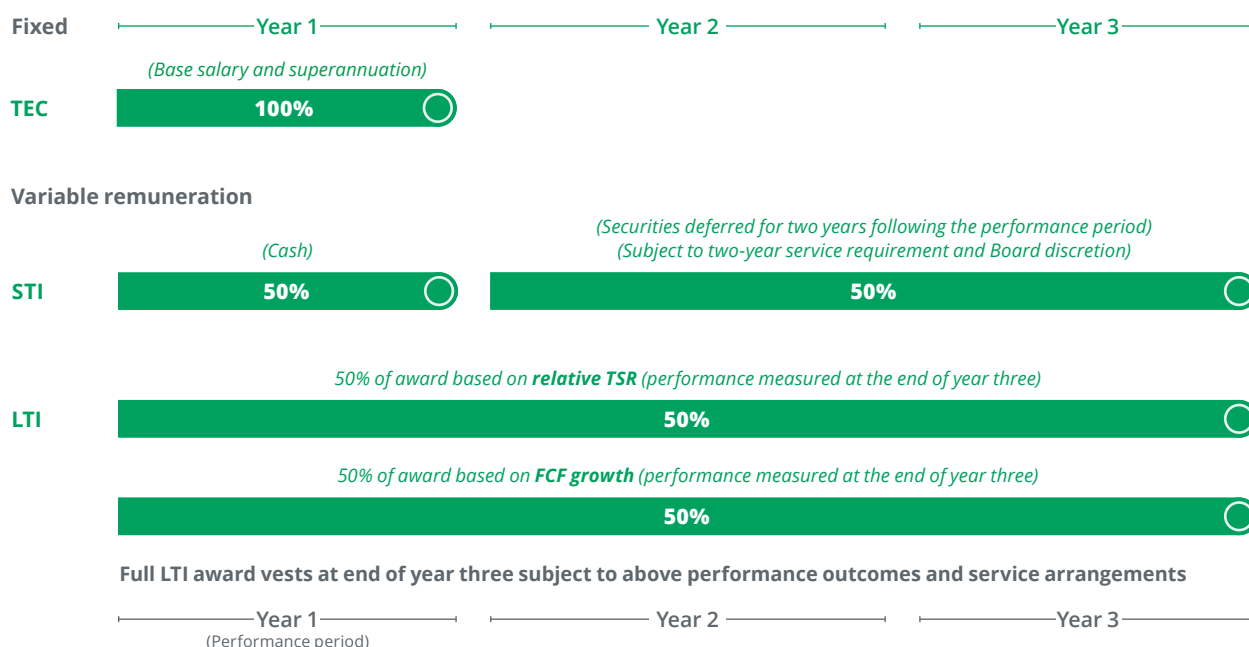 Fixed
Year 1
Year 2
Year 3
(Base salary and superannuation)
TEC
100%
Variable remuneration
(Securities deferred for two years following the performance period)
(Cash)
(Subject to two-year service requirement and Board discretion)
STI
50%
50%
50% of award based on relative TSR (performance measured at the end of year three)
LTI
50%
50% of award based on FCF growth (performance measured at the end of year three)
50%
Full LTI award vests at end of year three subject to above performance outcomes and service arrangements
Year 1
Year 2
Year 3
(Performance period)